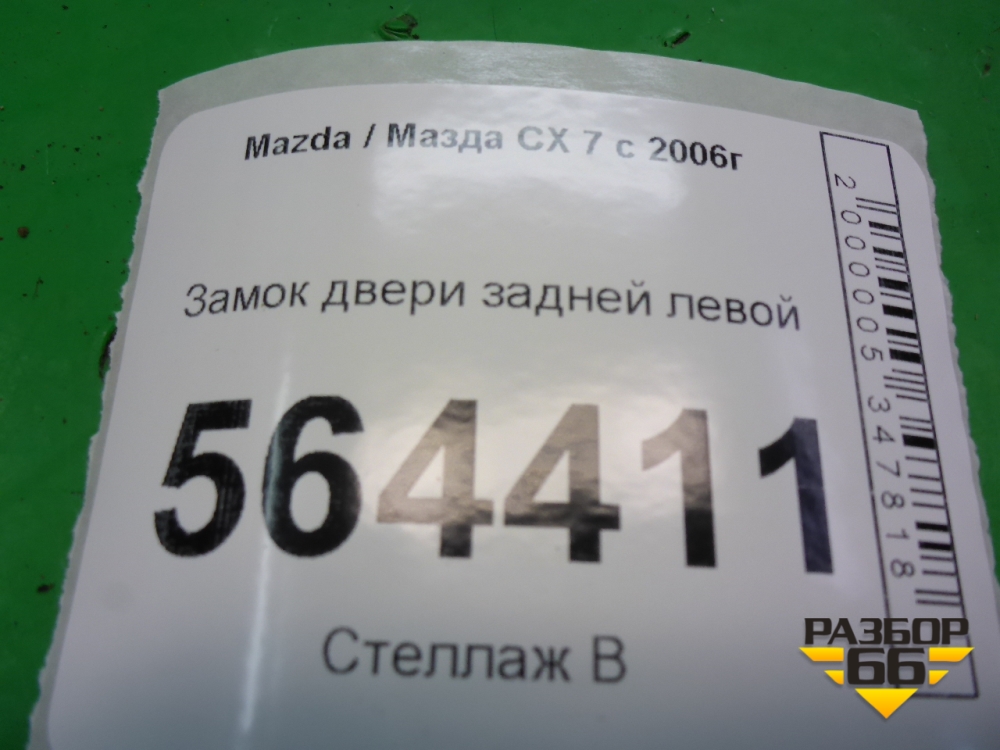 Mazda / Мазда CX 7 с 2006г
Замок двери задней левой
564411
Стеллаж В
2000005347818
РАЗБОР
66